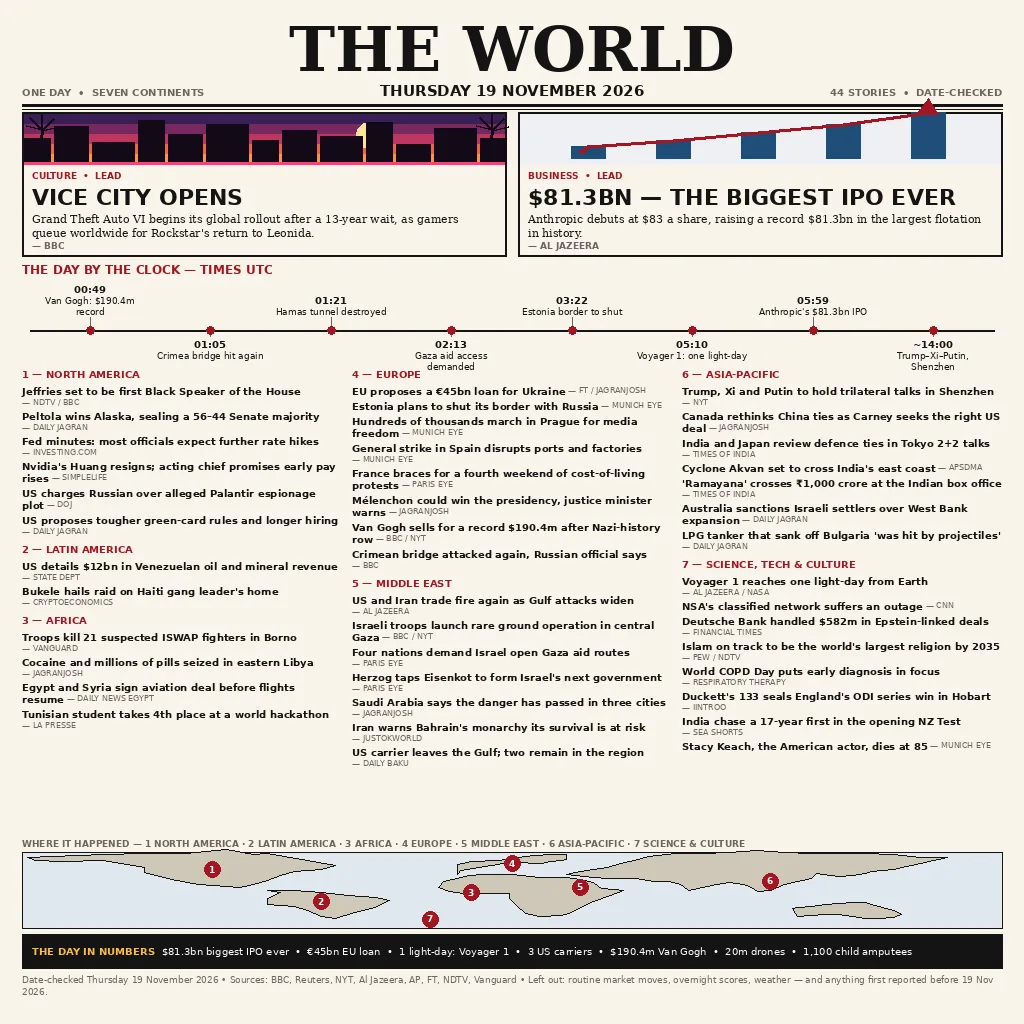 THE WORLD
ONE DAY • SEVEN CONTINENTS
THURSDAY 19 NOVEMBER 2026
44 STORIES • DATE-CHECKED
CULTURE • LEAD
VICE CITY OPENS
Grand Theft Auto VI begins its global rollout after a 13-year wait, as gamers
queue worldwide for Rockstar's return to Leonida.
— BBC
BUSINESS • LEAD
$81.3BN — THE BIGGEST IPO EVER
Anthropic debuts at $83 a share, raising a record $81.3bn in the largest flotation
in history.
— AL JAZEERA
THE DAY BY THE CLOCK — TIMES UTC
00:49
Van Gogh: $190.4m
record
01:05
Crimea bridge hit again
01:21
Hamas tunnel destroyed
02:13
Gaza aid access
demanded
03:22
Estonia border to shut
05:10
Voyager 1: one light-day
05:59
Anthropic's $81.3bn IPO
~14:00
Trump–Xi–Putin,
Shenzhen
1 — NORTH AMERICA
Jeffries set to be first Black Speaker of the House
— NDTV / BBC
Peltola wins Alaska, sealing a 56–44 Senate majority
— DAILY JAGRAN
Fed minutes: most officials expect further rate hikes
— INVESTING.COM
Nvidia's Huang resigns; acting chief promises early pay
rises — SIMPLELIFE
US charges Russian over alleged Palantir espionage
plot — DOJ
US proposes tougher green-card rules and longer hiring
— DAILY JAGRAN
2 — LATIN AMERICA
US details $12bn in Venezuelan oil and mineral revenue
— STATE DEPT
Bukele hails raid on Haiti gang leader's home
— CRYPTOECONOMICS
3 — AFRICA
Troops kill 21 suspected ISWAP fighters in Borno
— VANGUARD
Cocaine and millions of pills seized in eastern Libya
— JAGRANJOSH
Egypt and Syria sign aviation deal before flights
resume — DAILY NEWS EGYPT
Tunisian student takes 4th place at a world hackathon
— LA PRESSE
4 — EUROPE
EU proposes a €45bn loan for Ukraine — FT / JAGRANJOSH
Estonia plans to shut its border with Russia — MUNICH EYE
Hundreds of thousands march in Prague for media
freedom — MUNICH EYE
General strike in Spain disrupts ports and factories
— MUNICH EYE
France braces for a fourth weekend of cost-of-living
protests — PARIS EYE
Mélenchon could win the presidency, justice minister
warns — JAGRANJOSH
Van Gogh sells for a record $190.4m after Nazi-history
row — BBC / NYT
Crimean bridge attacked again, Russian official says
— BBC
5 — MIDDLE EAST
US and Iran trade fire again as Gulf attacks widen
— AL JAZEERA
Israeli troops launch rare ground operation in central
Gaza — BBC / NYT
Four nations demand Israel open Gaza aid routes
— PARIS EYE
Herzog taps Eisenkot to form Israel's next government
— PARIS EYE
Saudi Arabia says the danger has passed in three cities
— JAGRANJOSH
Iran warns Bahrain's monarchy its survival is at risk
— JUSTOKWORLD
US carrier leaves the Gulf; two remain in the region
— DAILY BAKU
6 — ASIA-PACIFIC
Trump, Xi and Putin to hold trilateral talks in Shenzhen
— NYT
Canada rethinks China ties as Carney seeks the right US
deal — JAGRANJOSH
India and Japan review defence ties in Tokyo 2+2 talks
— TIMES OF INDIA
Cyclone Akvan set to cross India's east coast — APSDMA
'Ramayana' crosses ₹1,000 crore at the Indian box office
— TIMES OF INDIA
Australia sanctions Israeli settlers over West Bank
expansion — DAILY JAGRAN
LPG tanker that sank off Bulgaria 'was hit by projectiles'
— DAILY JAGRAN
7 — SCIENCE, TECH & CULTURE
Voyager 1 reaches one light-day from Earth
— AL JAZEERA / NASA
NSA's classified network suffers an outage — CNN
Deutsche Bank handled $582m in Epstein-linked deals
— FINANCIAL TIMES
Islam on track to be the world's largest religion by 2035
— PEW / NDTV
World COPD Day puts early diagnosis in focus
— RESPIRATORY THERAPY
Duckett's 133 seals England's ODI series win in Hobart
— IINTROO
India chase a 17-year first in the opening NZ Test
— SEA SHORTS
Stacy Keach, the American actor, dies at 85 — MUNICH EYE
WHERE IT HAPPENED — 1 NORTH AMERICA · 2 LATIN AMERICA · 3 AFRICA · 4 EUROPE · 5 MIDDLE EAST · 6 ASIA-PACIFIC · 7 SCIENCE & CULTURE
1
2
3
4
5
6
7
THE DAY IN NUMBERS $81.3bn biggest IPO ever • €45bn EU loan • 1 light-day: Voyager 1 • 3 US carriers • $190.4m Van Gogh • 20m drones • 1,100 child amputees
Date-checked Thursday 19 November 2026 • Sources: BBC, Reuters, NYT, Al Jazeera, AP, FT, NDTV, Vanguard • Left out: routine market moves, overnight scores, weather — and anything first reported before 19 Nov
2026.